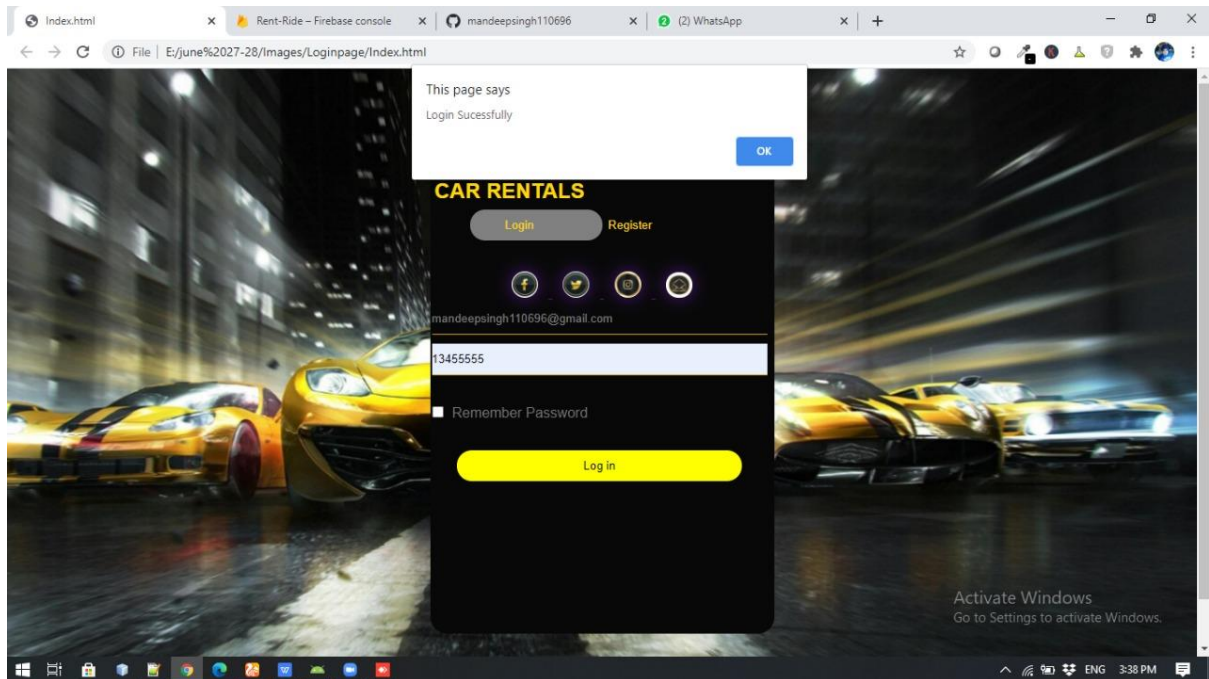 Index.html
Rent-Ride – Firebase console
mandeepsingh110696
(2) WhatsApp
File | E:/june%2027-28/Images/Loginpage/Index.html
This page says
Login Sucessfully
OK
CAR RENTALS
Login Register
mandeepsingh110696@gmail.com
13455555
Remember Password
Log in
Activate Windows
Go to Settings to activate Windows.
ENG 3:38 PM